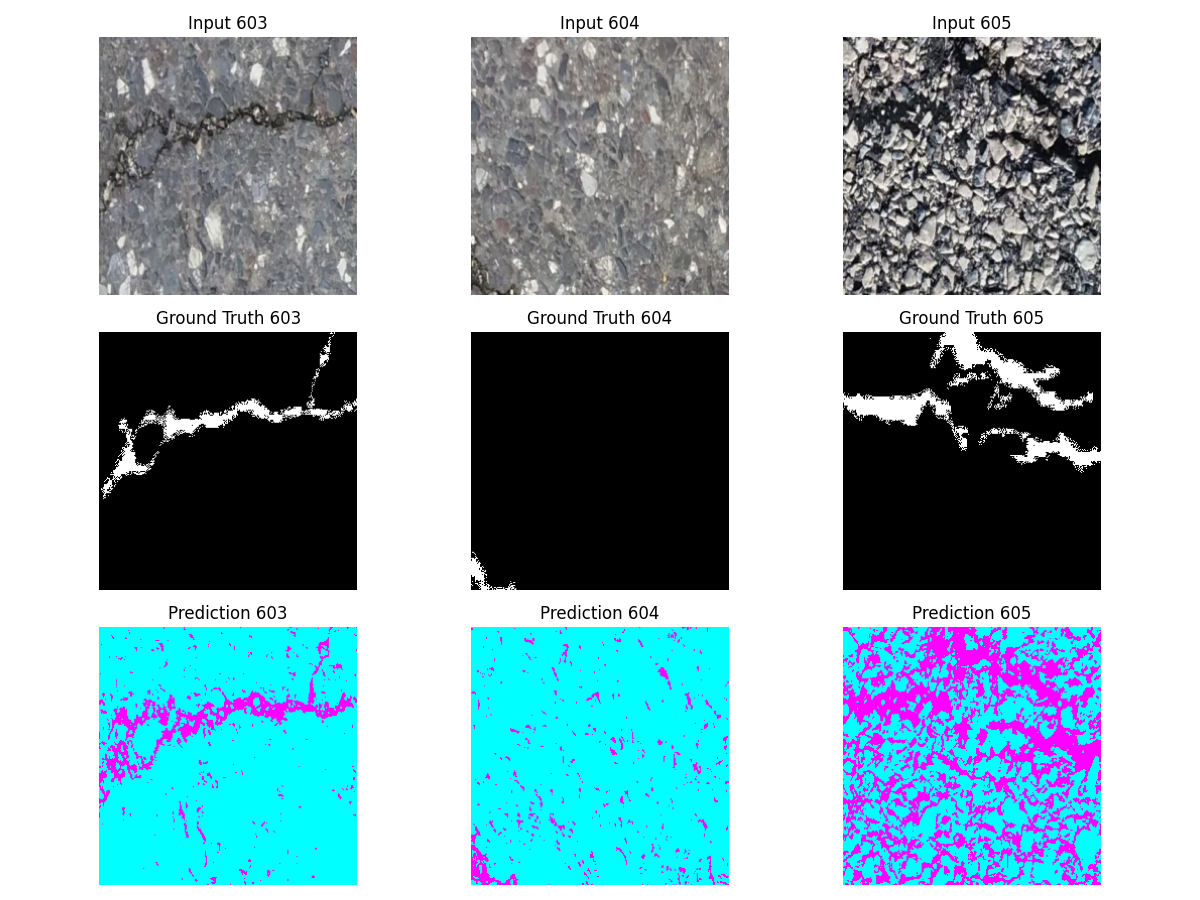 Input 603
Input 604
Input 605
Ground Truth 603
Ground Truth 604
Ground Truth 605
Prediction 603
Prediction 604
Prediction 605